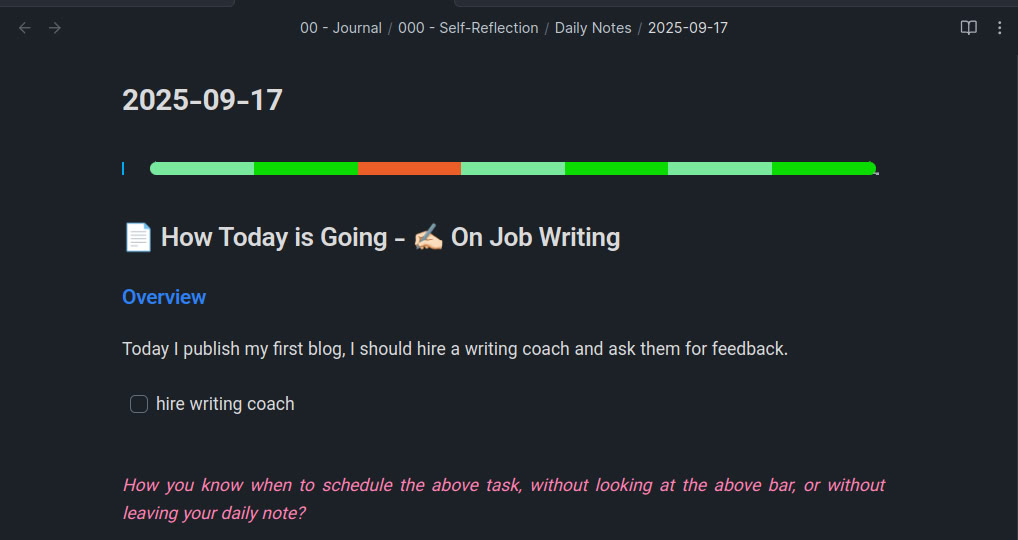 00 - Journal / 000 - Self-Reflection / Daily Notes / 2025-09-17
2025-09-17
📄 How Today is Going - ✍🏻 On Job Writing
Overview
Today I publish my first blog, I should hire a writing coach and ask them for feedback.
hire writing coach
How you know when to schedule the above task, without looking at the above bar, or without
leaving your daily note?